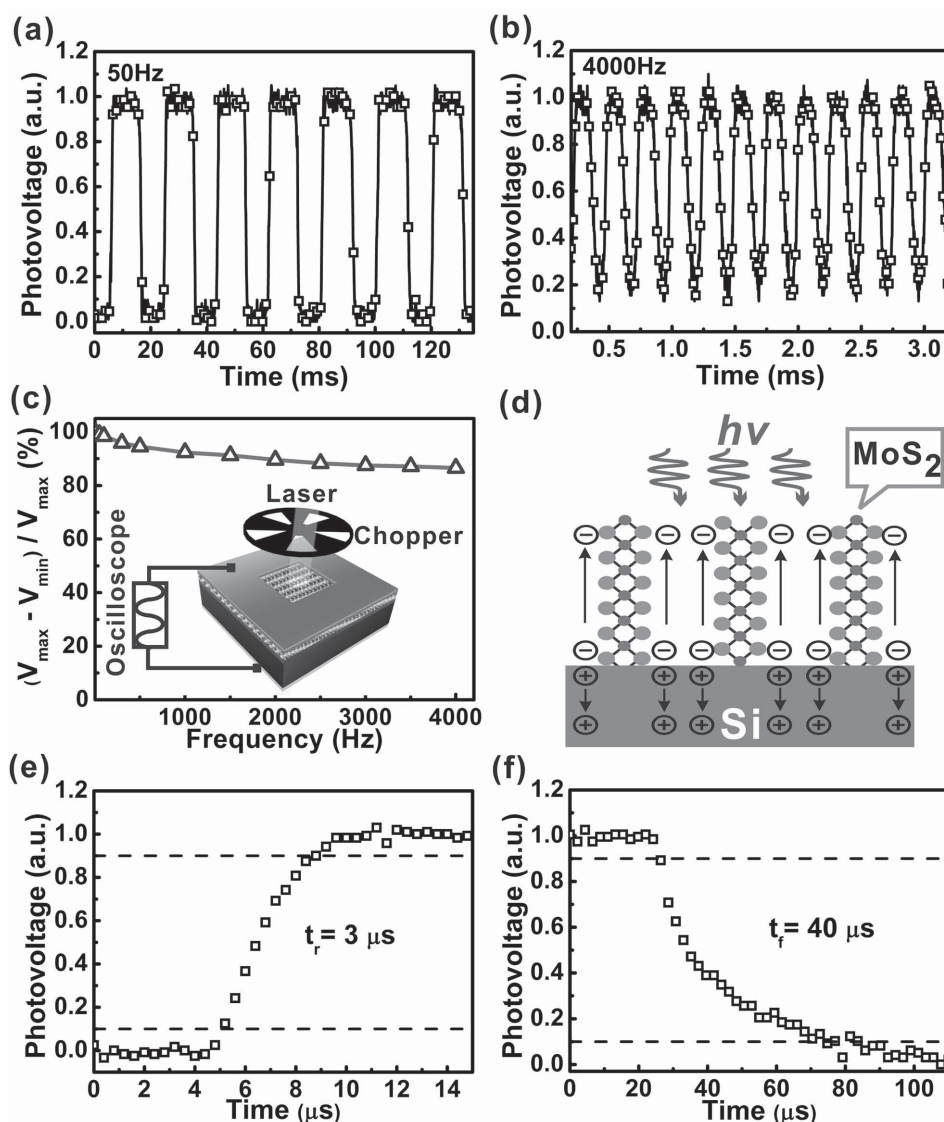 (a)
1.2
1.0
0.8
0.6
0.4
0.2
0.0
Photovoltage (a.u.)
50Hz
0 20 40 60 80 100 120
Time (ms)
(b)
1.2
1.0
0.8
0.6
0.4
0.2
0.0
Photovoltage (a.u.)
4000Hz
0.5 1.0 1.5 2.0 2.5 3.0
Time (ms)
(c)
100
80
60
40
20
0
(V max - V min) / V max (%)
Laser
Chopper
Oscilloscope
1000 2000 3000 4000
Frequency (Hz)
(d)
hν
MoS2
− − − − − −
− − − − − −
+ + + + + +
+ + + + + +
Si
(e)
1.2
1.0
0.8
0.6
0.4
0.2
0.0
Photovoltage (a.u.)
tr= 3 μs
0 2 4 6 8 10 12 14
Time (μs)
(f)
1.2
1.0
0.8
0.6
0.4
0.2
0.0
Photovoltage (a.u.)
tf= 40 μs
0 20 40 60 80 100
Time (μs)